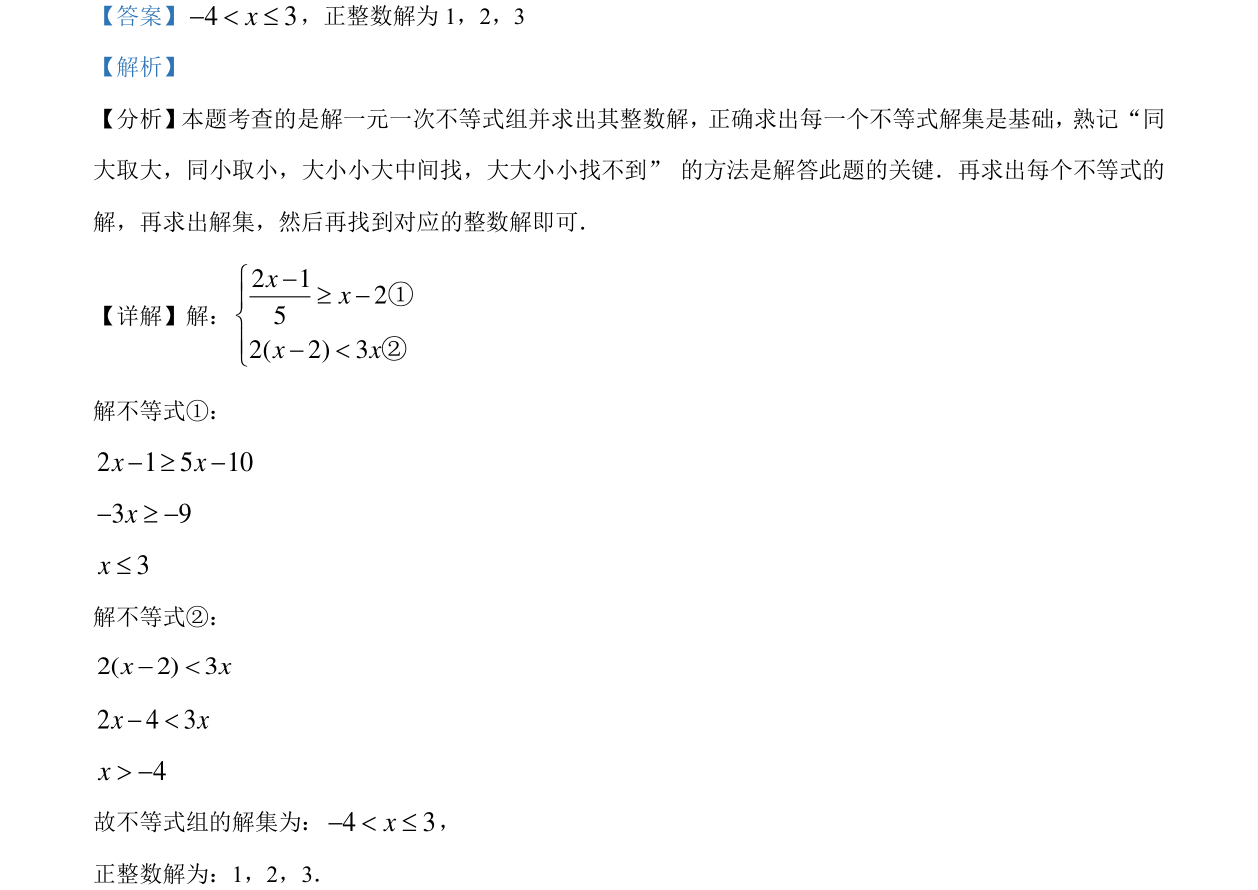 【答案】−4 < x ≤ 3，正整数解为 1，2，3
【解析】
【分析】本题考查的是解一元一次不等式组并求出其整数解，正确求出每一个不等式解集是基础，熟记“同
大取大，同小取小，大小小大中间找，大大小小找不到” 的方法是解答此题的关键．再求出每个不等式的
解，再求出解集，然后再找到对应的整数解即可．
【详解】解：{ (2x−1)/5 ≥ x−2①
2(x−2) < 3x②
解不等式①：
2x−1 ≥ 5x−10
−3x ≥ −9
x ≤ 3
解不等式②：
2(x−2) < 3x
2x−4 < 3x
x > −4
故不等式组的解集为：−4 < x ≤ 3，
正整数解为：1，2，3．